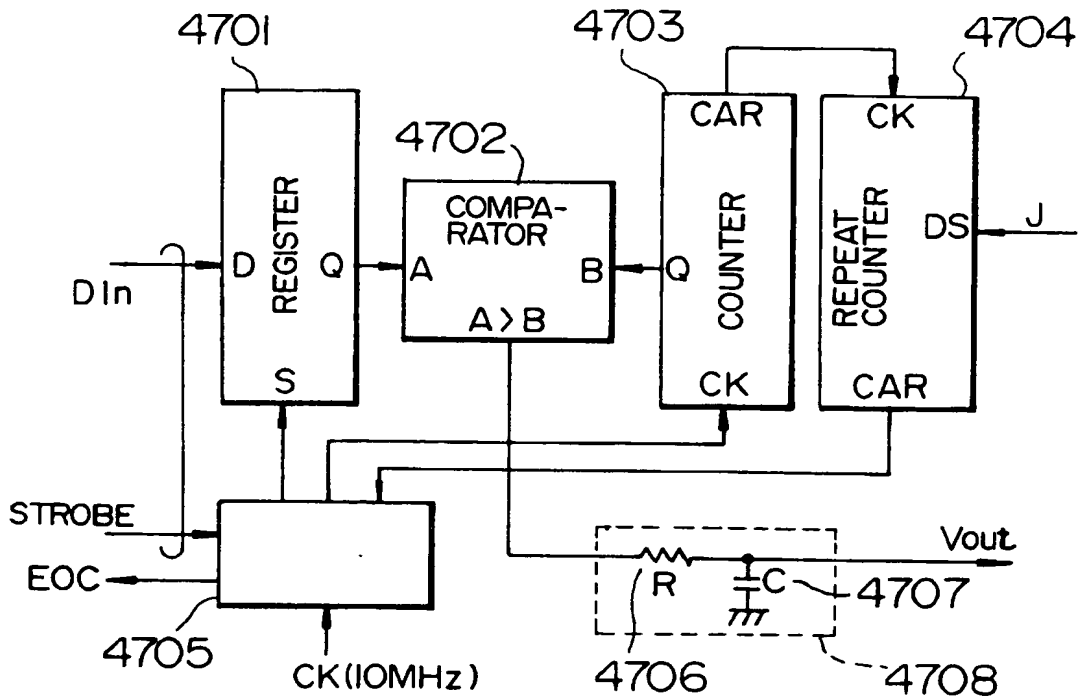 4701
4703
4704
CAR
CK
4702
REGISTER
COMPA-
RATOR
COUNTER
REPEAT
COUNTER
DS
J
D
Q
A
B
Q
DIn
A>B
S
CK
CAR
STROBE
Vout
EOC
R
C
4707
4705
CK(10MHz)
4706
4708